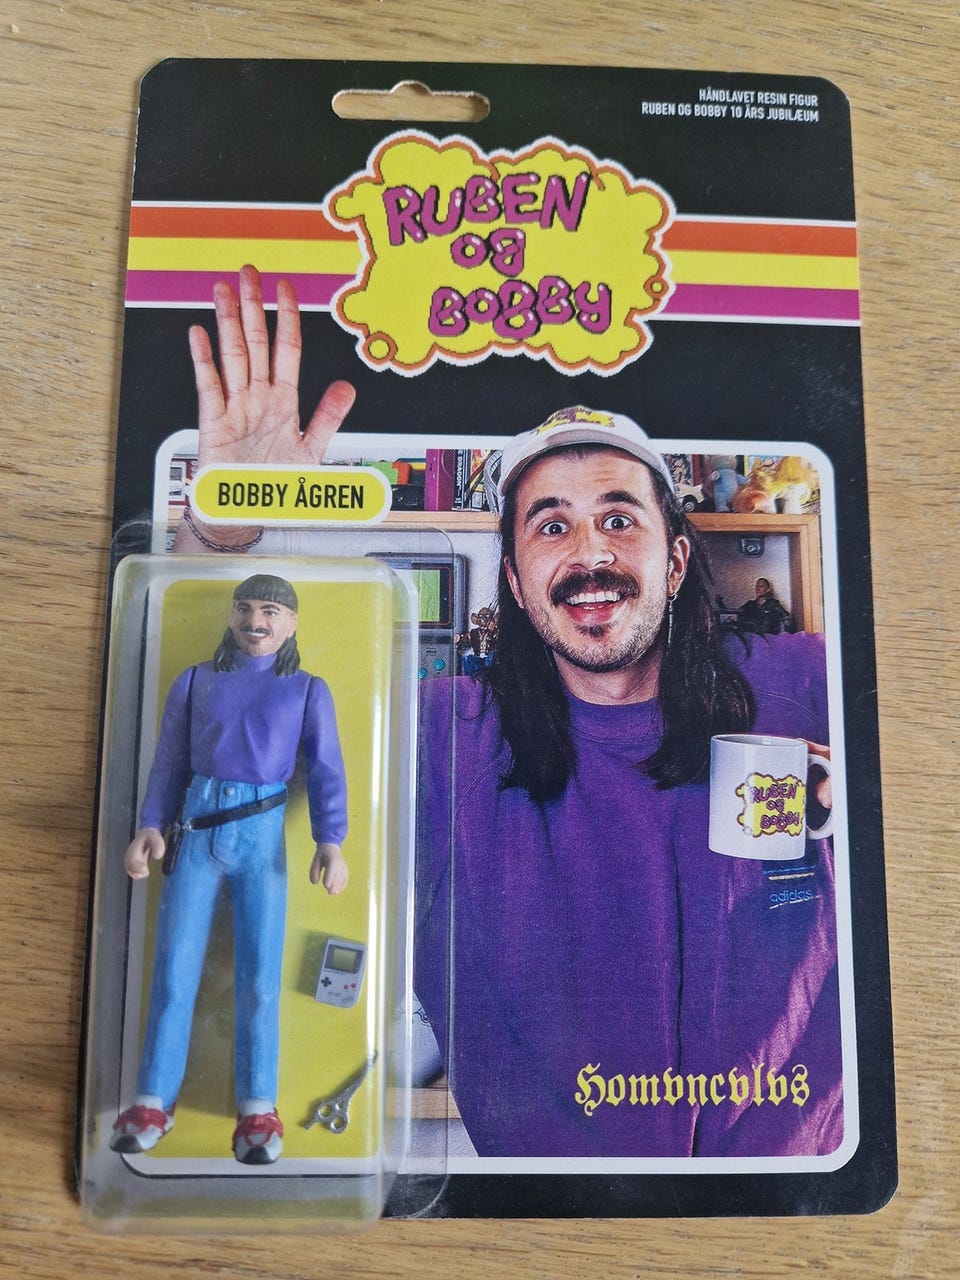 HÅNDLAVET RESIN FIGUR
RUBEN OG BOBBY 10 ÅRS JUBILÆUM
RUBEN
OG
BOBBY
BOBBY ÅGREN
RUBEN
OG
BOBBY
adidas
Homvncvlvs